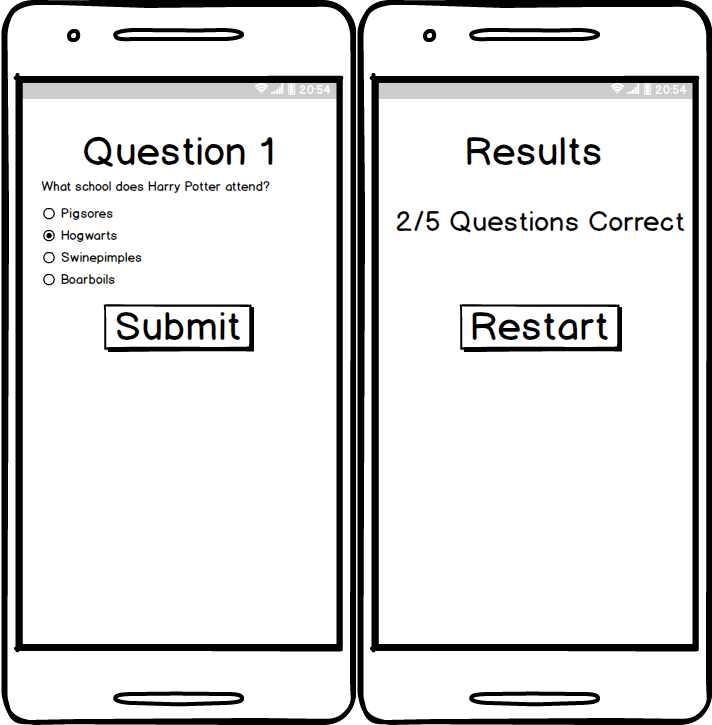 20:54
Question 1
What school does Harry Potter attend?
Pigsores
Hogwarts
Swinepimples
Boarboils
Submit
20:54
Results
2/5 Questions Correct
Restart